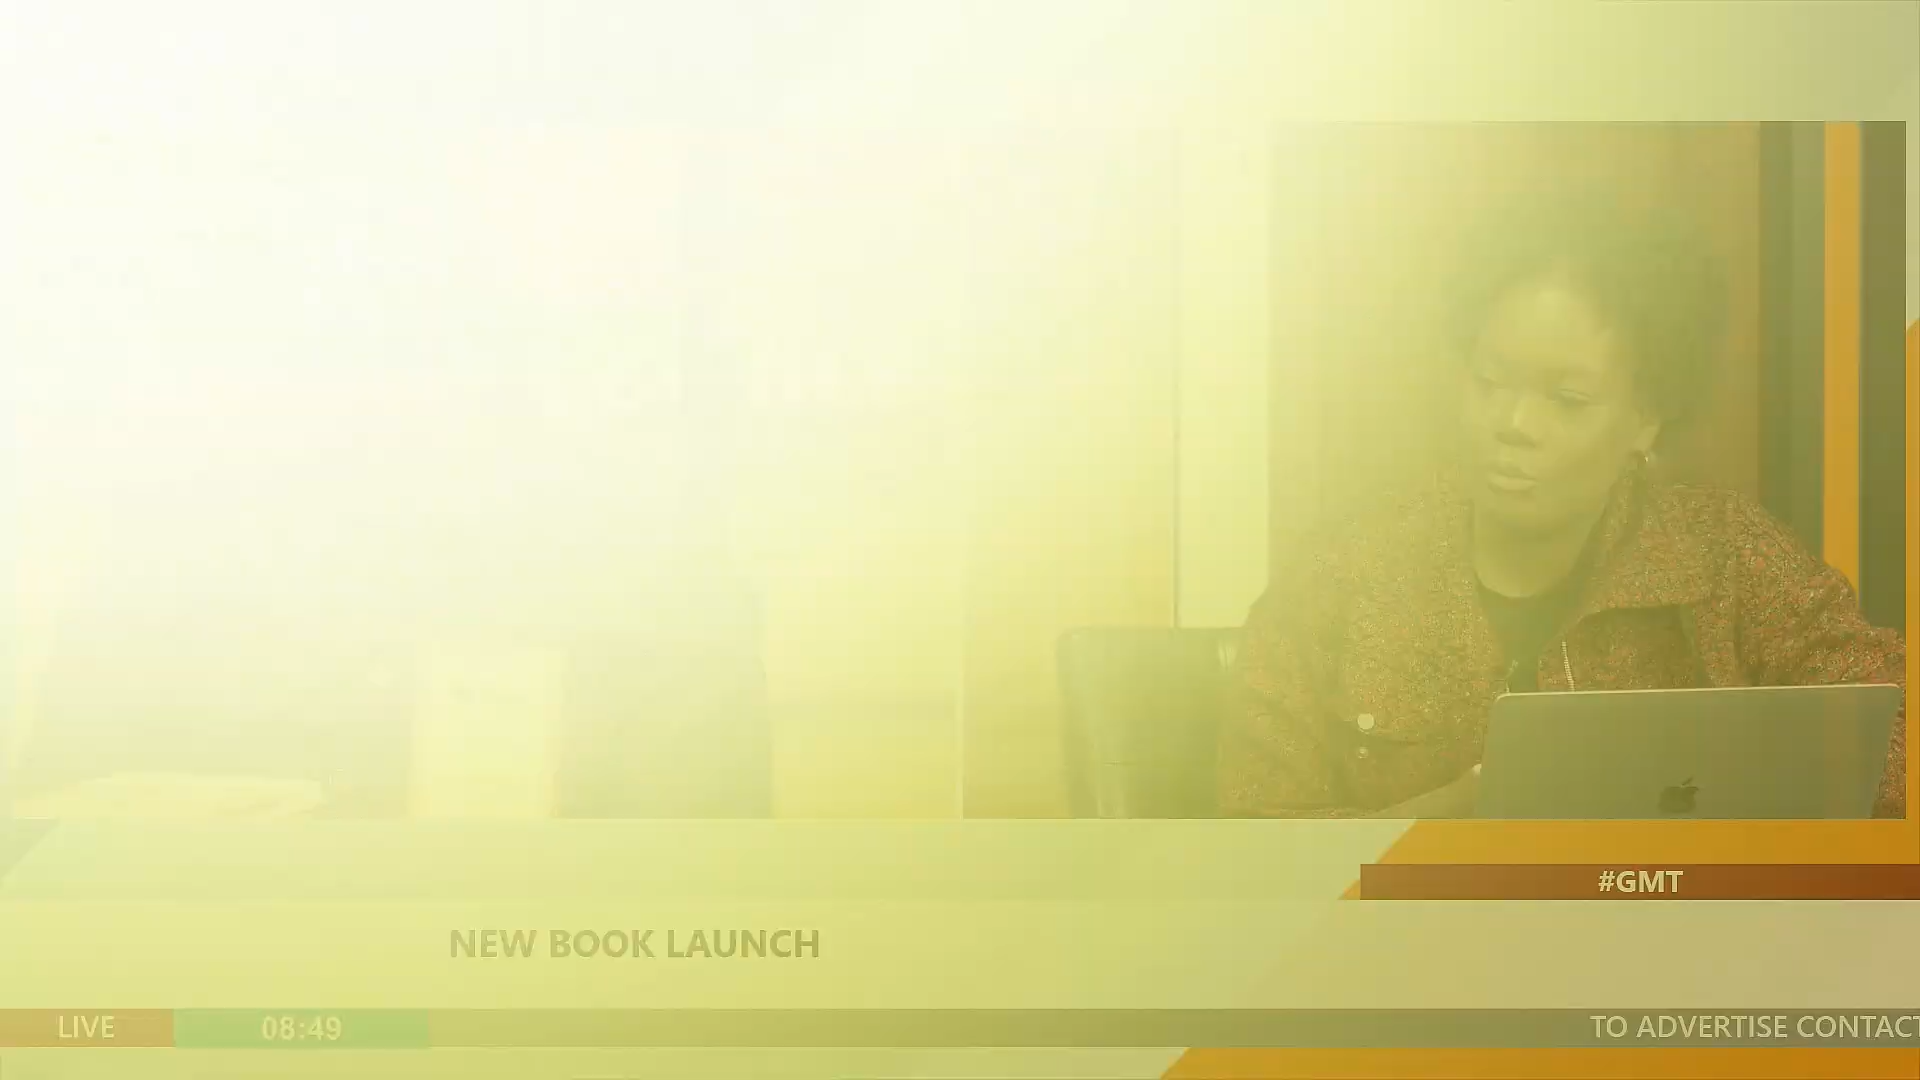 #GMT
NEW BOOK LAUNCH
LIVE
08:49
TO ADVERTISE CONTACT